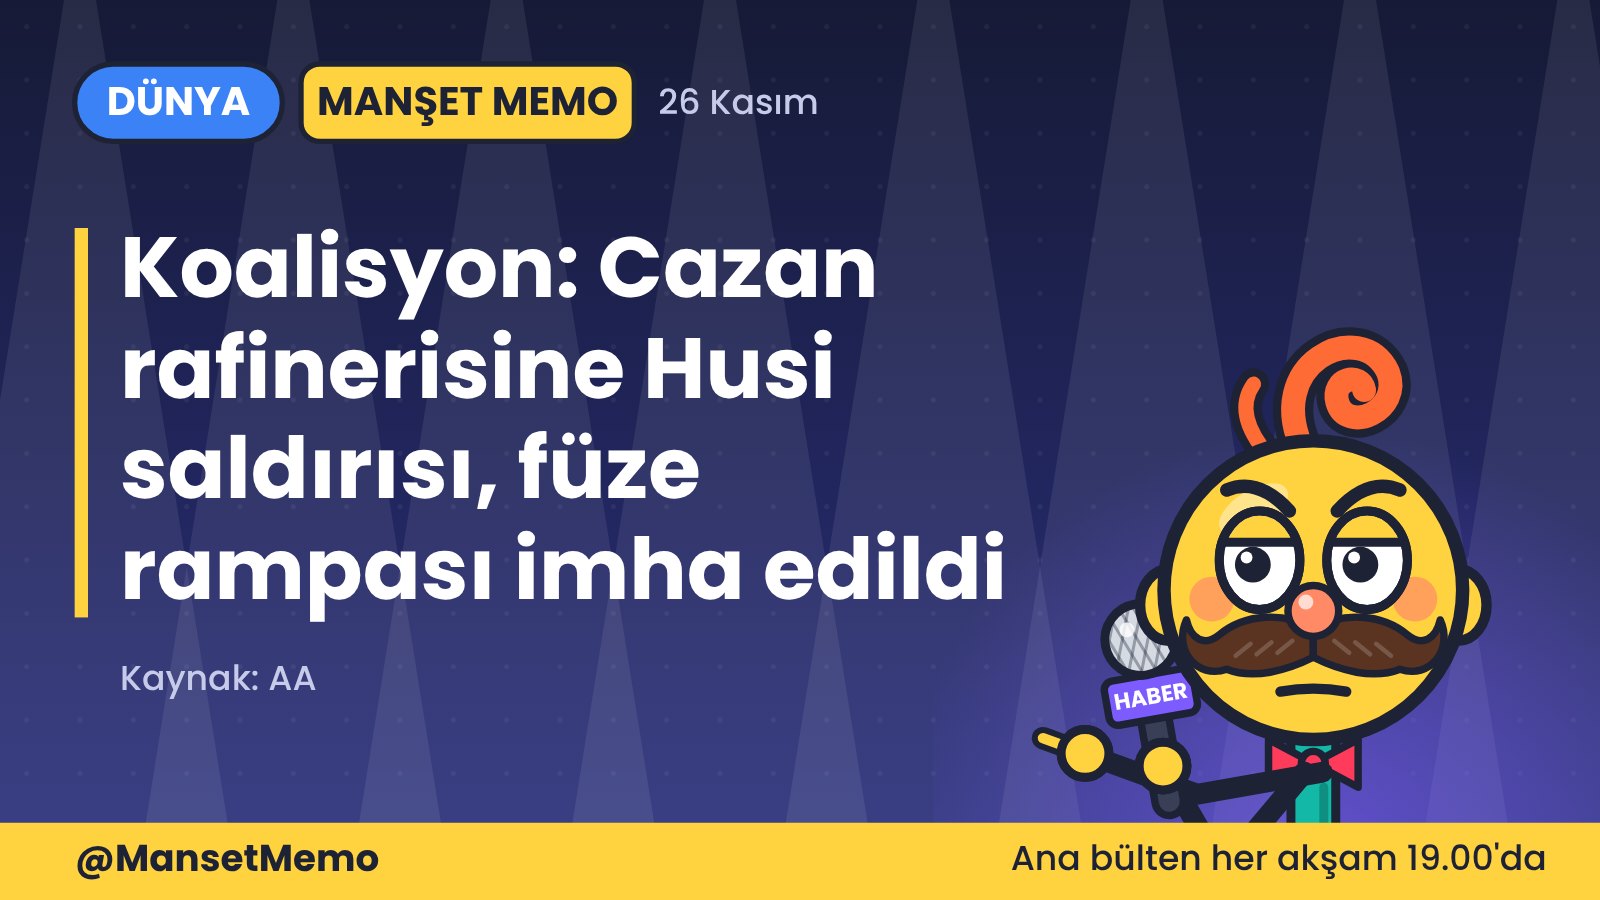 DÜNYA MANŞET MEMO 26 Kasım
Koalisyon: Cazan
rafinerisine Husi
saldırısı, füze
rampası imha edildi
Kaynak: AA
HABER
@MansetMemo Ana bülten her akşam 19.00'da